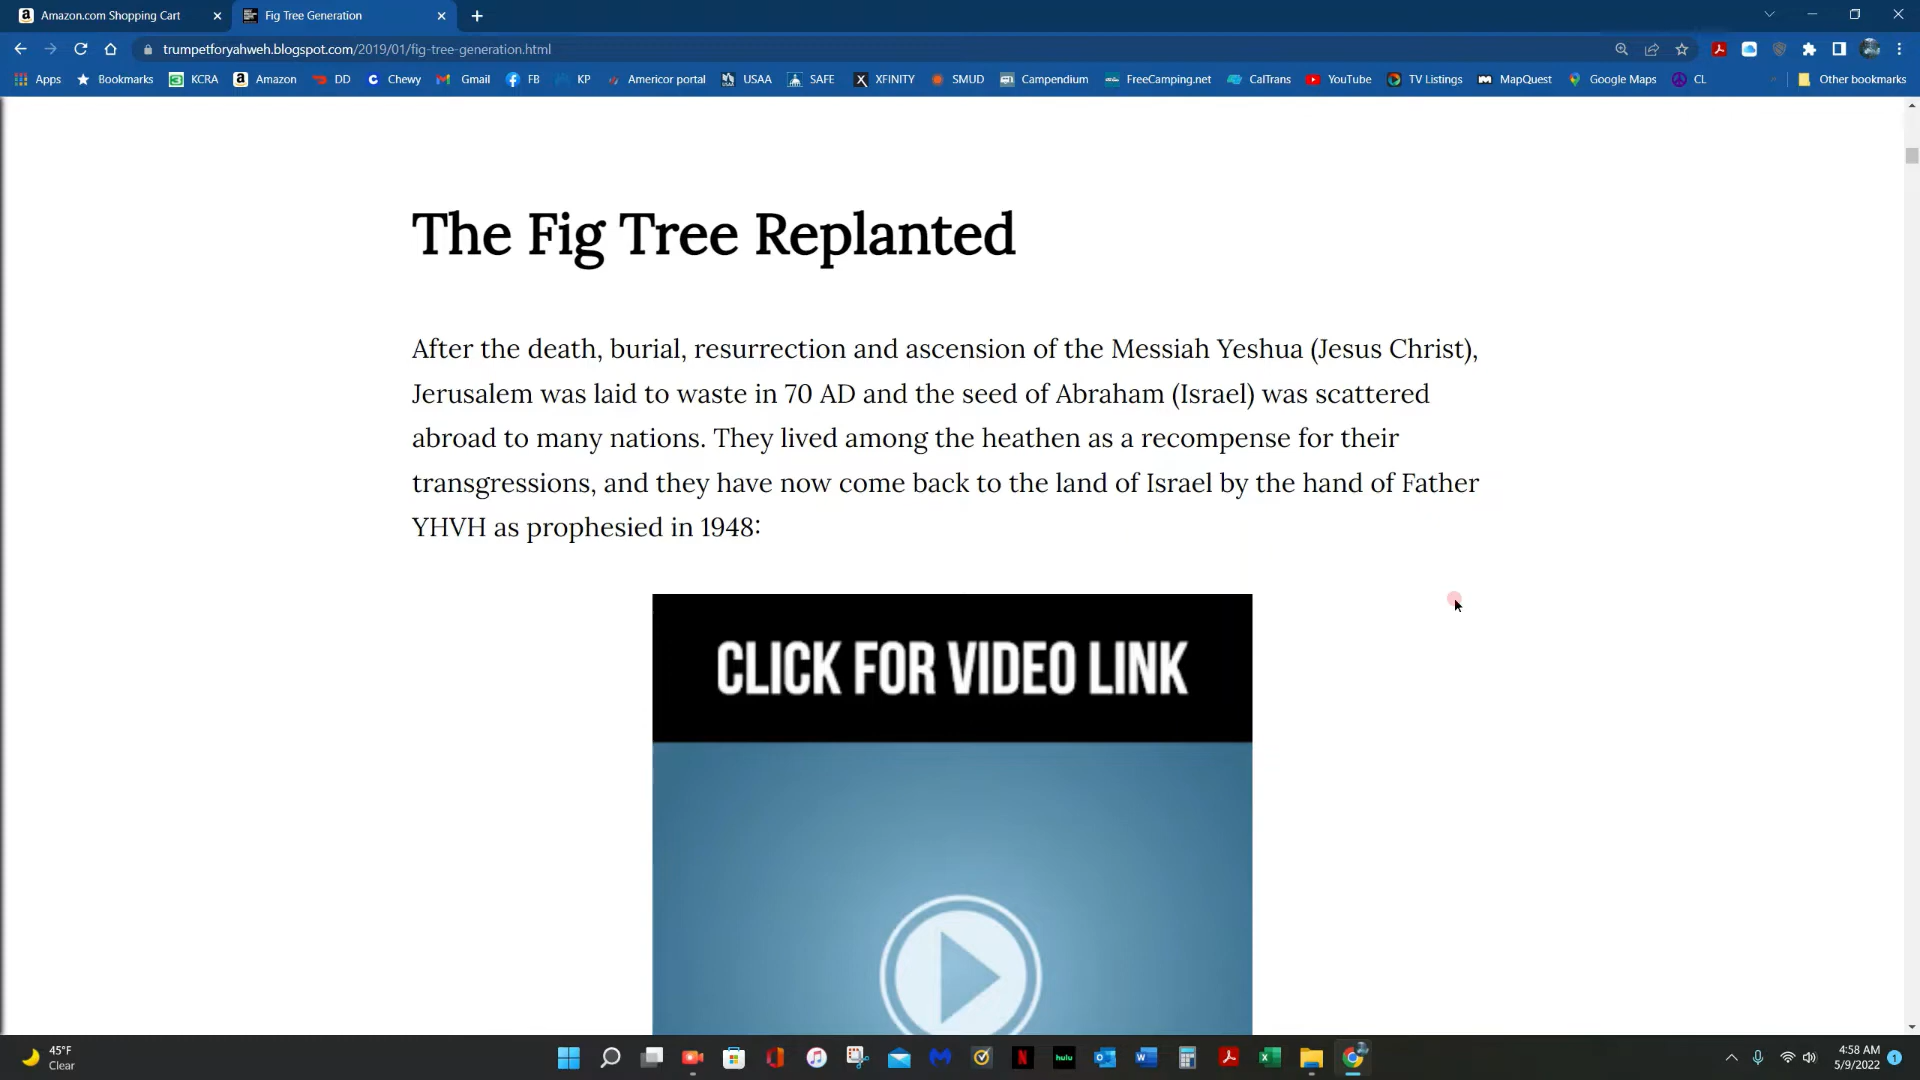 Amazon.com Shopping Cart
Fig Tree Generation
trumpetforyahweh.blogspot.com/2019/01/fig-tree-generation.html
Apps Bookmarks KCRA Amazon DD Chewy Gmail FB KP Americor portal USAA SAFE XFINITY SMUD Campendium FreeCamping.net CalTrans YouTube TV Listings MapQuest Google Maps CL Other bookmarks
The Fig Tree Replanted
After the death, burial, resurrection and ascension of the Messiah Yeshua (Jesus Christ),
Jerusalem was laid to waste in 70 AD and the seed of Abraham (Israel) was scattered
abroad to many nations. They lived among the heathen as a recompense for their
transgressions, and they have now come back to the land of Israel by the hand of Father
YHVH as prophesied in 1948:
CLICK FOR VIDEO LINK
45°F
Clear
hulu
4:58 AM
5/9/2022
1